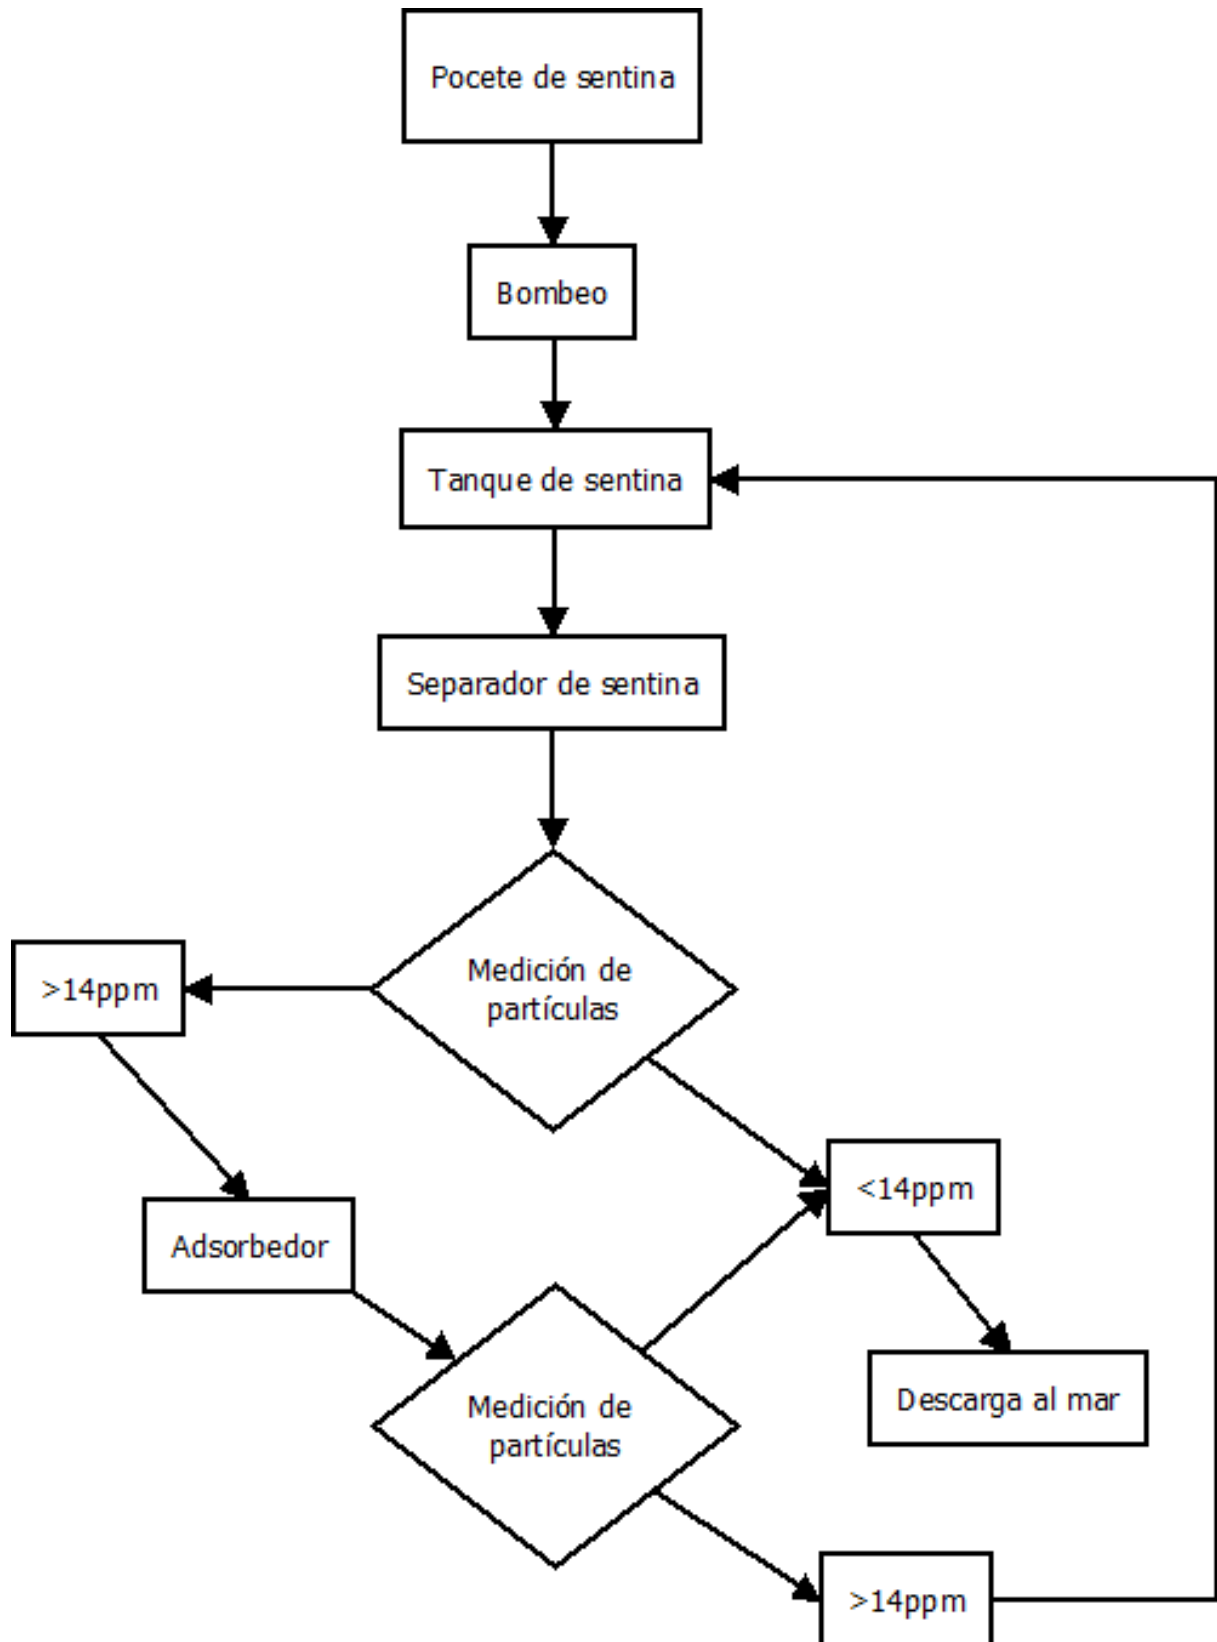 Pocete de sentina
Bombeo
Tanque de sentina
Separador de sentina
Medición de
partículas
>14ppm
<14ppm
Adsorbedor
Medición de
partículas
Descarga al mar
>14ppm